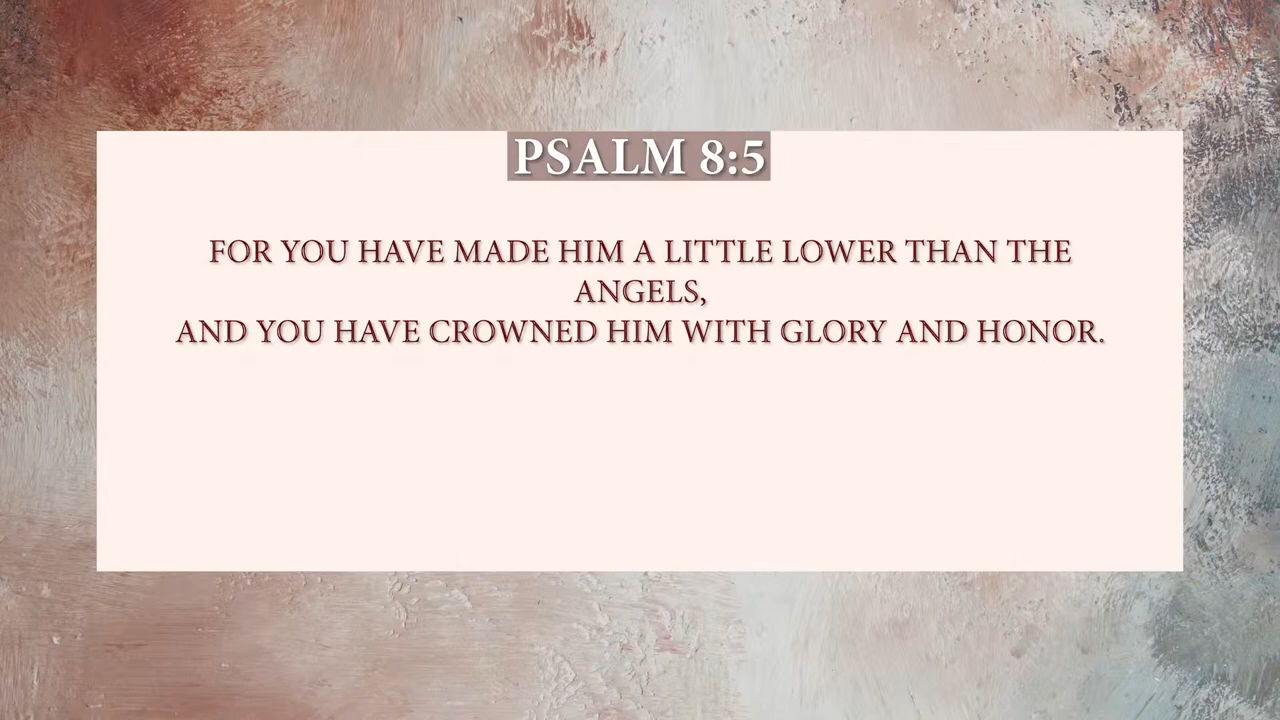 PSALM 8:5
FOR YOU HAVE MADE HIM A LITTLE LOWER THAN THE
ANGELS,
AND YOU HAVE CROWNED HIM WITH GLORY AND HONOR.